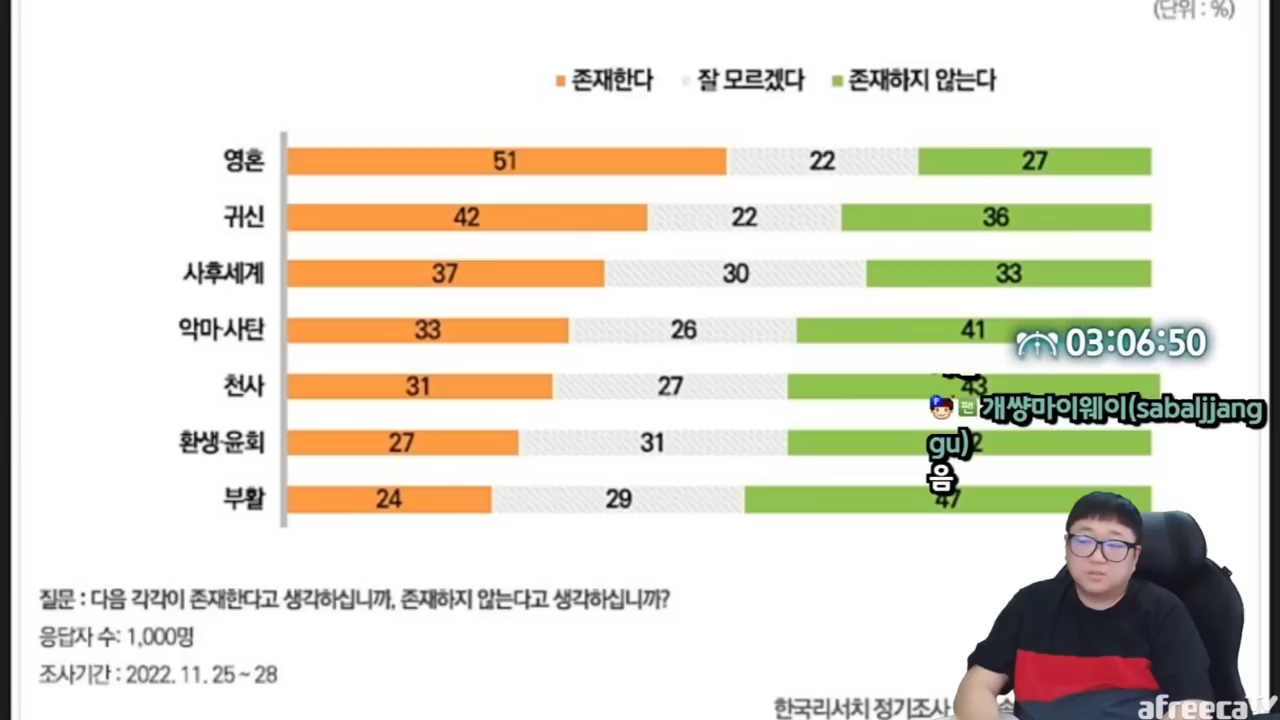 (단위 : %)
존재한다 잘 모르겠다 존재하지 않는다
영혼 51 22 27
귀신 42 22 36
사후세계 37 30 33
악마·사탄 33 26 41
03:06:50
천사 31 27 43
팬 개썅마이웨이(sabaljjang
gu)
환생·윤회 27 31
음
부활 24 29 47
질문 : 다음 각각이 존재한다고 생각하십니까, 존재하지 않는다고 생각하십니까?
응답자 수: 1,000명
조사기간 : 2022. 11. 25 ~ 28
한국리서치 정기조사
afreecaTV